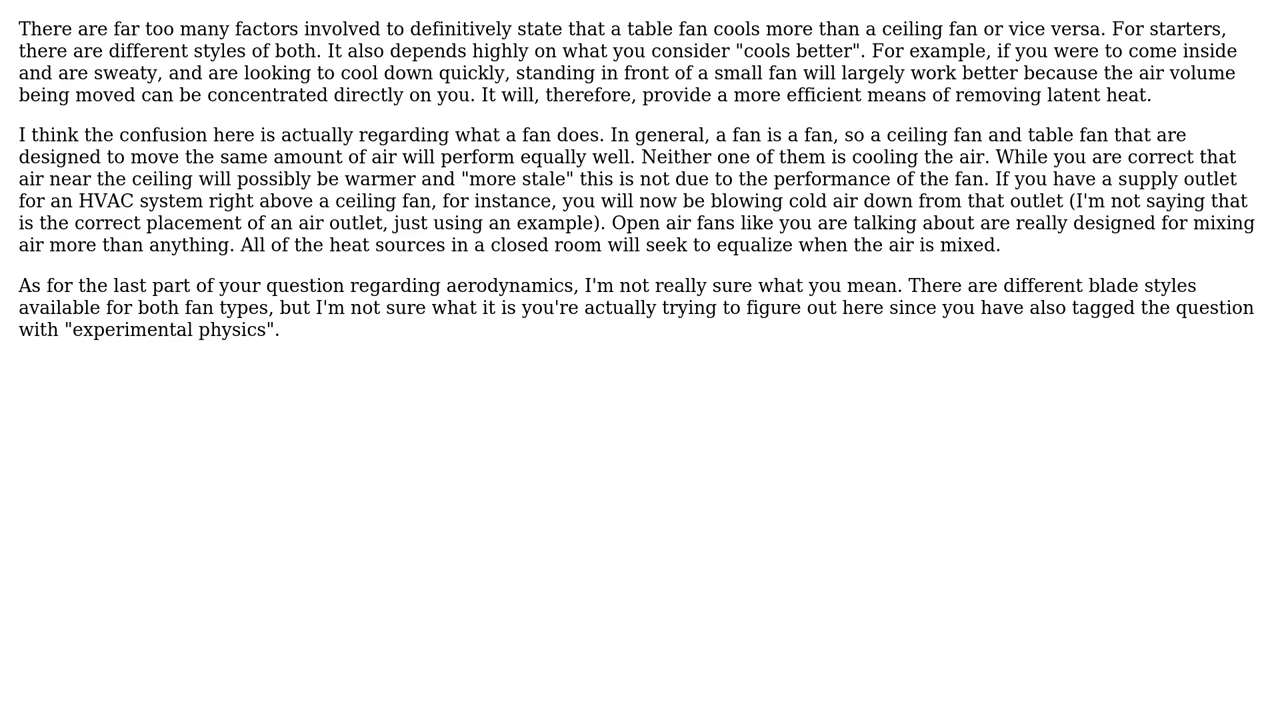 There are far too many factors involved to definitively state that a table fan cools more than a ceiling fan or vice versa. For starters,
there are different styles of both. It also depends highly on what you consider "cools better". For example, if you were to come inside
and are sweaty, and are looking to cool down quickly, standing in front of a small fan will largely work better because the air volume
being moved can be concentrated directly on you. It will, therefore, provide a more efficient means of removing latent heat.
I think the confusion here is actually regarding what a fan does. In general, a fan is a fan, so a ceiling fan and table fan that are
designed to move the same amount of air will perform equally well. Neither one of them is cooling the air. While you are correct that
air near the ceiling will possibly be warmer and "more stale" this is not due to the performance of the fan. If you have a supply outlet
for an HVAC system right above a ceiling fan, for instance, you will now be blowing cold air down from that outlet (I'm not saying that
is the correct placement of an air outlet, just using an example). Open air fans like you are talking about are really designed for mixing
air more than anything. All of the heat sources in a closed room will seek to equalize when the air is mixed.
As for the last part of your question regarding aerodynamics, I'm not really sure what you mean. There are different blade styles
available for both fan types, but I'm not sure what it is you're actually trying to figure out here since you have also tagged the question
with "experimental physics".